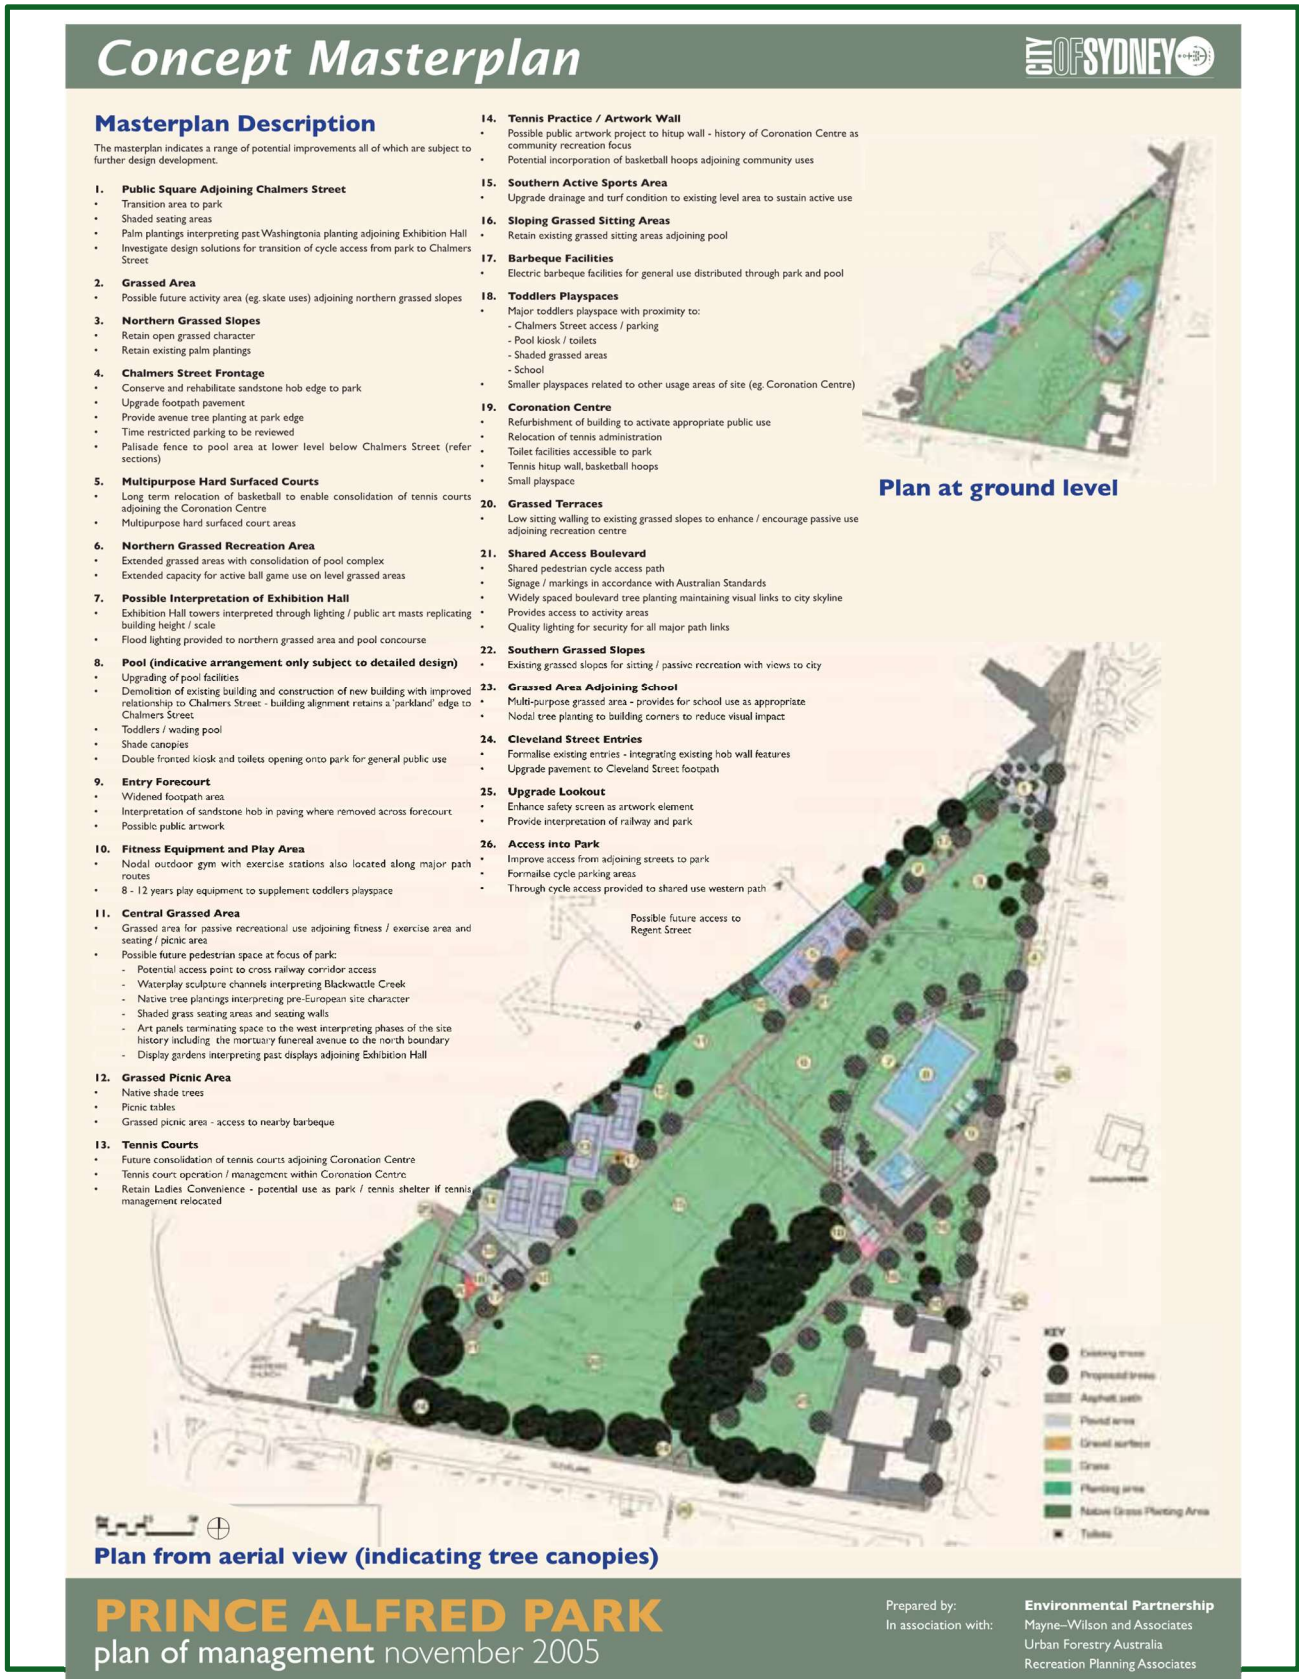 Concept Masterplan
CITY OF SYDNEY
Masterplan Description
The masterplan indicates a range of potential improvements all of which are subject to
further design development.
1. Public Square Adjoining Chalmers Street
• Transition area to park
• Shaded seating areas
• Palm plantings interpreting past Washingtonia planting adjoining Exhibition Hall
• Investigate design solutions for transition of cycle access from park to Chalmers
Street
2. Grassed Area
• Possible future activity area (eg. skate uses) adjoining northern grassed slopes
3. Northern Grassed Slopes
• Retain open grassed character
• Retain existing palm plantings
4. Chalmers Street Frontage
• Conserve and rehabilitate sandstone hob edge to park
• Upgrade footpath pavement
• Provide avenue tree planting at park edge
• Time restricted parking to be reviewed
• Palisade fence to pool area at lower level below Chalmers Street (refer
sections)
5. Multipurpose Hard Surfaced Courts
• Long term relocation of basketball to enable consolidation of tennis courts
adjoining the Coronation Centre
• Multipurpose hard surfaced court areas
6. Northern Grassed Recreation Area
• Extended grassed areas with consolidation of pool complex
• Extended capacity for active ball game use on level grassed areas
7. Possible Interpretation of Exhibition Hall
• Exhibition Hall towers interpreted through lighting / public art masts replicating
building height / scale
• Flood lighting provided to northern grassed area and pool concourse
8. Pool (indicative arrangement only subject to detailed design)
• Upgrading of pool facilities
• Demolition of existing building and construction of new building with improved
relationship to Chalmers Street - building alignment retains a 'parkland' edge to
Chalmers Street
• Toddlers / wading pool
• Shade canopies
• Double fronted kiosk and toilets opening onto park for general public use
9. Entry Forecourt
• Widened footpath area
• Interpretation of sandstone hob in paving where removed across forecourt
• Possible public artwork
10. Fitness Equipment and Play Area
• Nodal outdoor gym with exercise stations also located along major path
routes
• 8 - 12 years play equipment to supplement toddlers playspace
11. Central Grassed Area
• Grassed area for passive recreational use adjoining fitness / exercise area and
seating / picnic area
• Possible future pedestrian space at focus of park:
- Potential access point to cross railway corridor access
- Waterplay sculpture channels interpreting Blackwattle Creek
- Native tree plantings interpreting pre-European site character
- Shaded grass seating areas and seating walls
- Art panels terminating space to the west interpreting phases of the site
history including the mortuary funereal avenue to the north boundary
- Display gardens interpreting past displays adjoining Exhibition Hall
12. Grassed Picnic Area
• Native shade trees
• Picnic tables
• Grassed picnic area - access to nearby barbeque
13. Tennis Courts
• Future consolidation of tennis courts adjoining Coronation Centre
• Tennis court operation / management within Coronation Centre
• Retain Ladies Convenience - potential use as park / tennis shelter if tennis
management relocated
14. Tennis Practice / Artwork Wall
• Possible public artwork project to hitup wall - history of Coronation Centre as
community recreation focus
• Potential incorporation of basketball hoops adjoining community uses
15. Southern Active Sports Area
• Upgrade drainage and turf condition to existing level area to sustain active use
16. Sloping Grassed Sitting Areas
• Retain existing grassed sitting areas adjoining pool
17. Barbeque Facilities
• Electric barbeque facilities for general use distributed through park and pool
18. Toddlers Playspaces
• Major toddlers playspace with proximity to:
- Chalmers Street access / parking
- Pool kiosk / toilets
- Shaded grassed areas
- School
• Smaller playspaces related to other usage areas of site (eg. Coronation Centre)
19. Coronation Centre
• Refurbishment of building to activate appropriate public use
• Relocation of tennis administration
• Toilet facilities accessible to park
• Tennis hitup wall, basketball hoops
• Small playspace
20. Grassed Terraces
• Low sitting walling to existing grassed slopes to enhance / encourage passive use
adjoining recreation centre
21. Shared Access Boulevard
• Shared pedestrian cycle access path
• Signage / markings in accordance with Australian Standards
• Widely spaced boulevard tree planting maintaining visual links to city skyline
• Provides access to activity areas
• Quality lighting for security for all major path links
22. Southern Grassed Slopes
• Existing grassed slopes for sitting / passive recreation with views to city
23. Grassed Area Adjoining School
• Multi-purpose grassed area - provides for school use as appropriate
• Nodal tree planting to building corners to reduce visual impact
24. Cleveland Street Entries
• Formalise existing entries - integrating existing hob wall features
• Upgrade pavement to Cleveland Street footpath
25. Upgrade Lookout
• Enhance safety screen as artwork element
• Provide interpretation of railway and park
26. Access into Park
• Improve access from adjoining streets to park
• Formailse cycle parking areas
• Through cycle access provided to shared use western path
Plan at ground level
Possible future access to
Regent Street
KEY
Existing trees
Proposed trees
Asphalt path
Paved area
Gravel surface
Grass
Planting area
Native Grass Planting Area
Toilets
Plan from aerial view (indicating tree canopies)
PRINCE ALFRED PARK
plan of management november 2005
Prepared by: Environmental Partnership
In association with: Mayne–Wilson and Associates
Urban Forestry Australia
Recreation Planning Associates